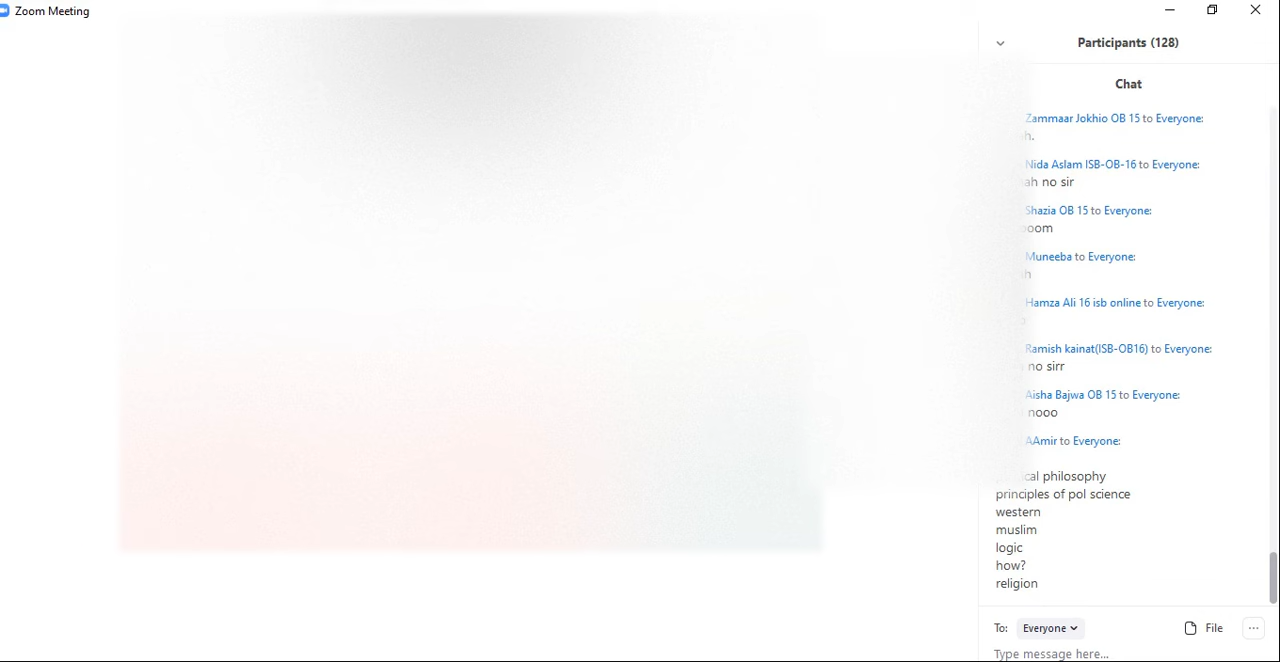 Zoom Meeting
Participants (128)
Chat
Zammaar Jokhio OB 15 to Everyone:
Nida Aslam ISB-OB-16 to Everyone:
no sir
Shazia OB 15 to Everyone:
Muneeba to Everyone:
Hamza Ali 16 isb online to Everyone:
Ramish kainat(ISB-OB16) to Everyone:
no sirr
Aisha Bajwa OB 15 to Everyone:
nooo
AAmir to Everyone:
philosophy
principles of pol science
western
muslim
logic
how?
religion
To: Everyone File ...
Type message here...